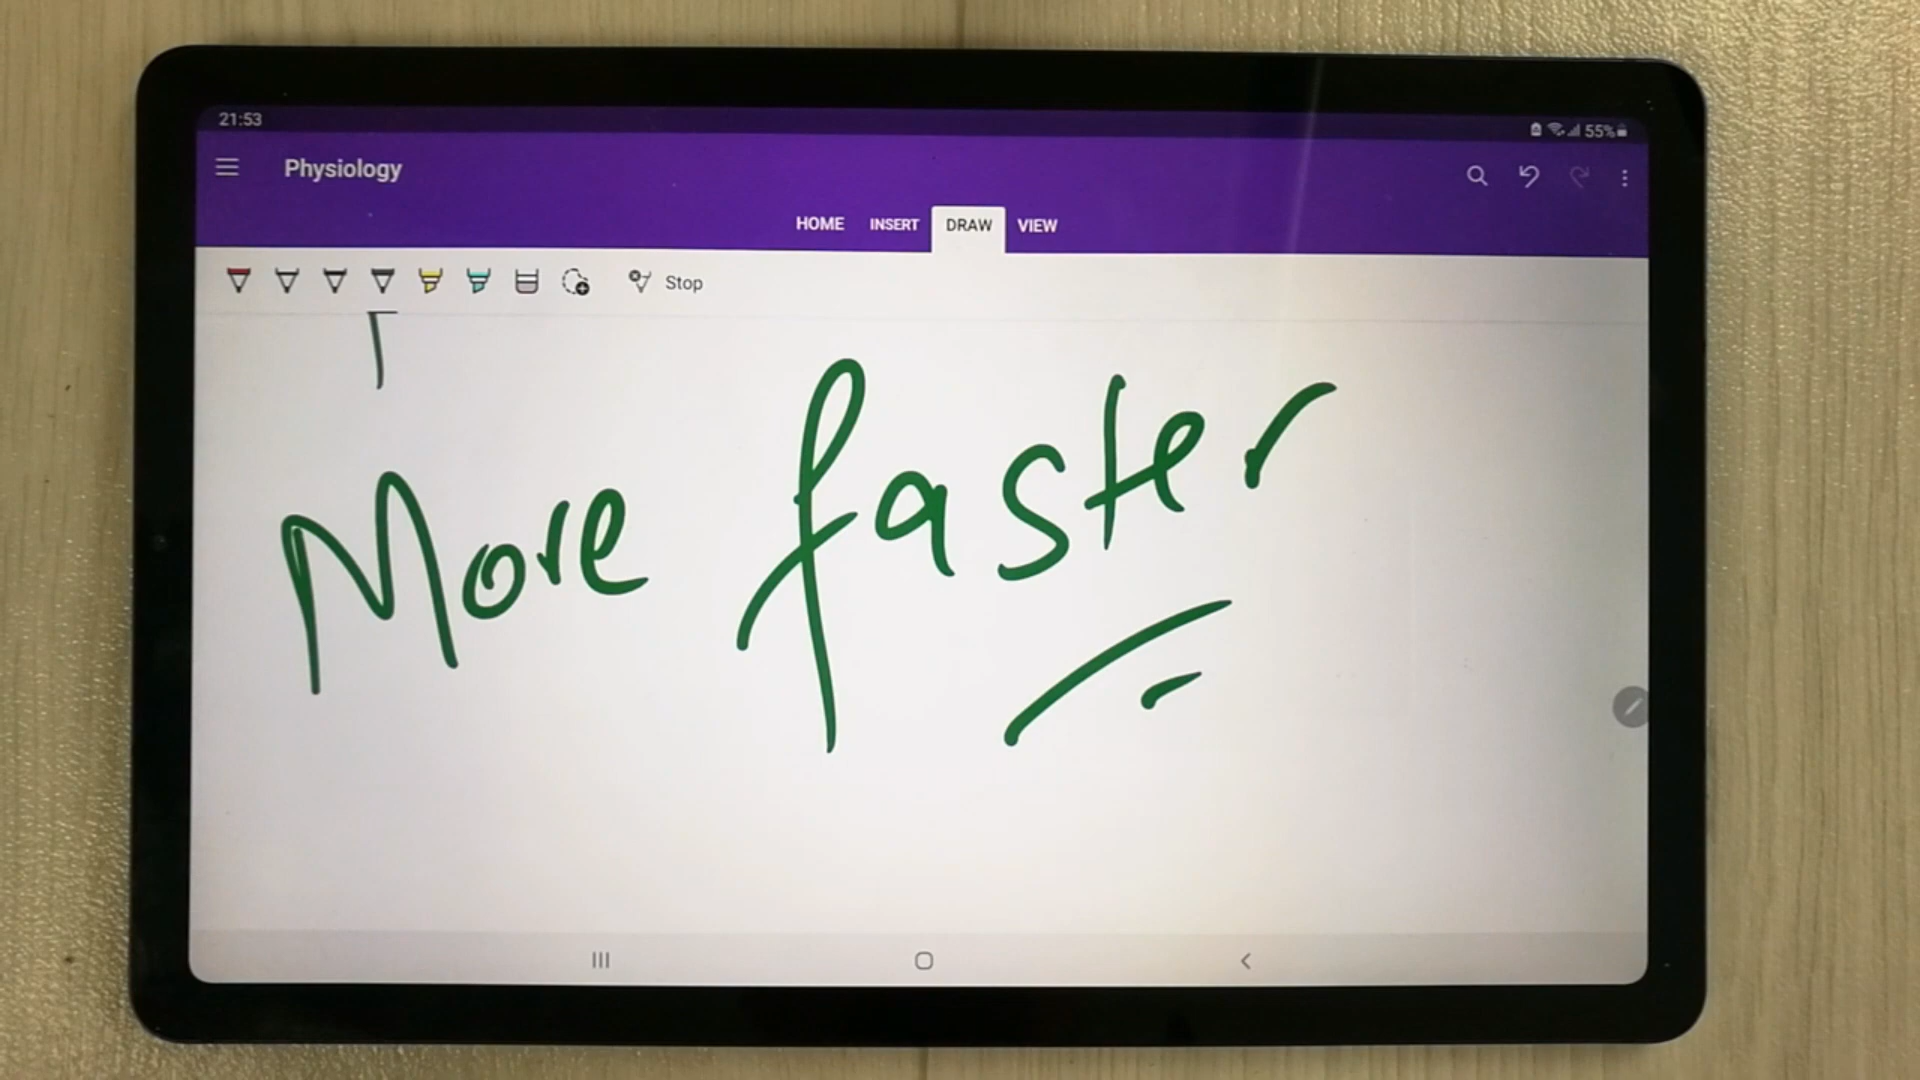 21:53
55%
Physiology
HOME INSERT DRAW VIEW
Stop
More faster